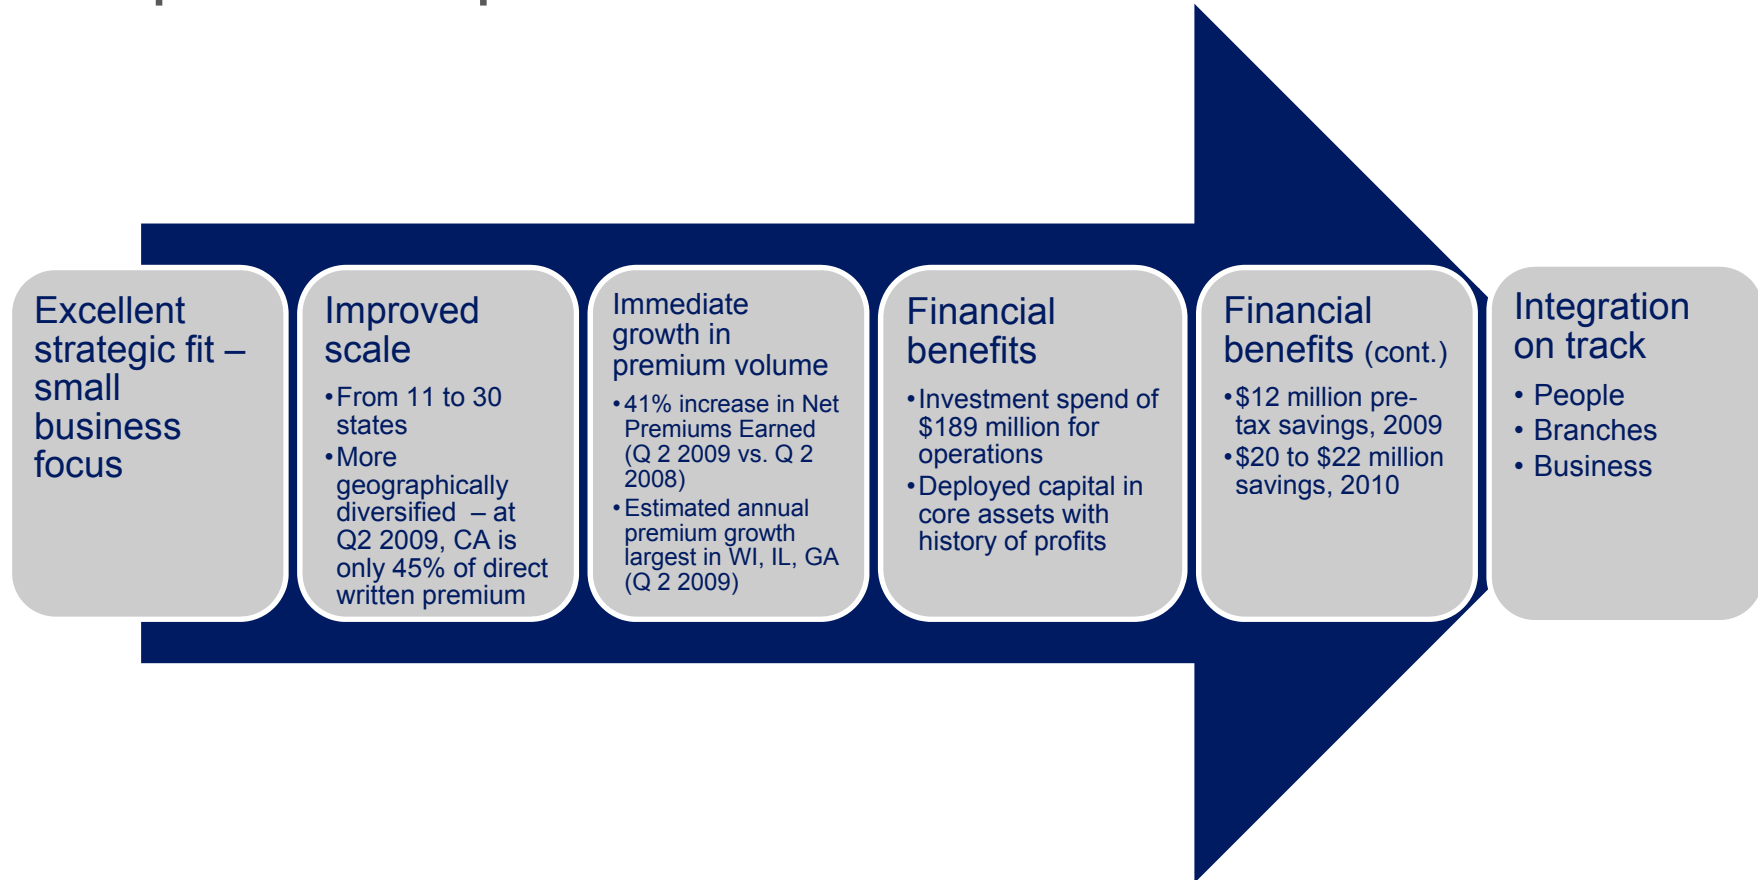 Excellent
strategic fit –
small
business
focus
Improved
scale
•From 11 to 30
states
•More
geographically
diversified – at
Q2 2009, CA is
only 45% of direct
written premium
Immediate
growth in
premium volume
•41% increase in Net
Premiums Earned
(Q 2 2009 vs. Q 2
2008)
•Estimated annual
premium growth
largest in WI, IL, GA
(Q 2 2009)
Financial
benefits
•Investment spend of
$189 million for
operations
•Deployed capital in
core assets with
history of profits
Financial
benefits (cont.)
•$12 million pre-
tax savings, 2009
•$20 to $22 million
savings, 2010
Integration
on track
• People
• Branches
• Business